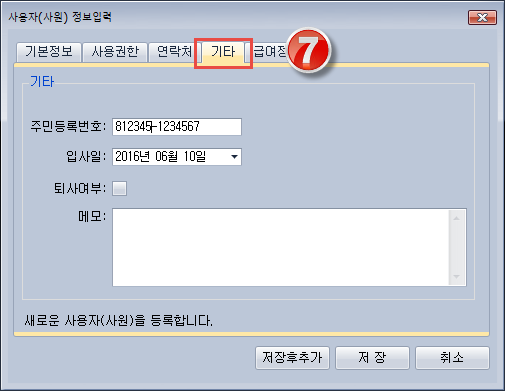 사용자(사원) 정보입력
기본정보 사용권한 연락처 기타 급여정 7
기타
주민등록번호: 812345-1234567
입사일: 2016년 06월 10일
퇴사여부:
메모:
새로운 사용자(사원)을 등록합니다.
저장후추가 저 장 취소